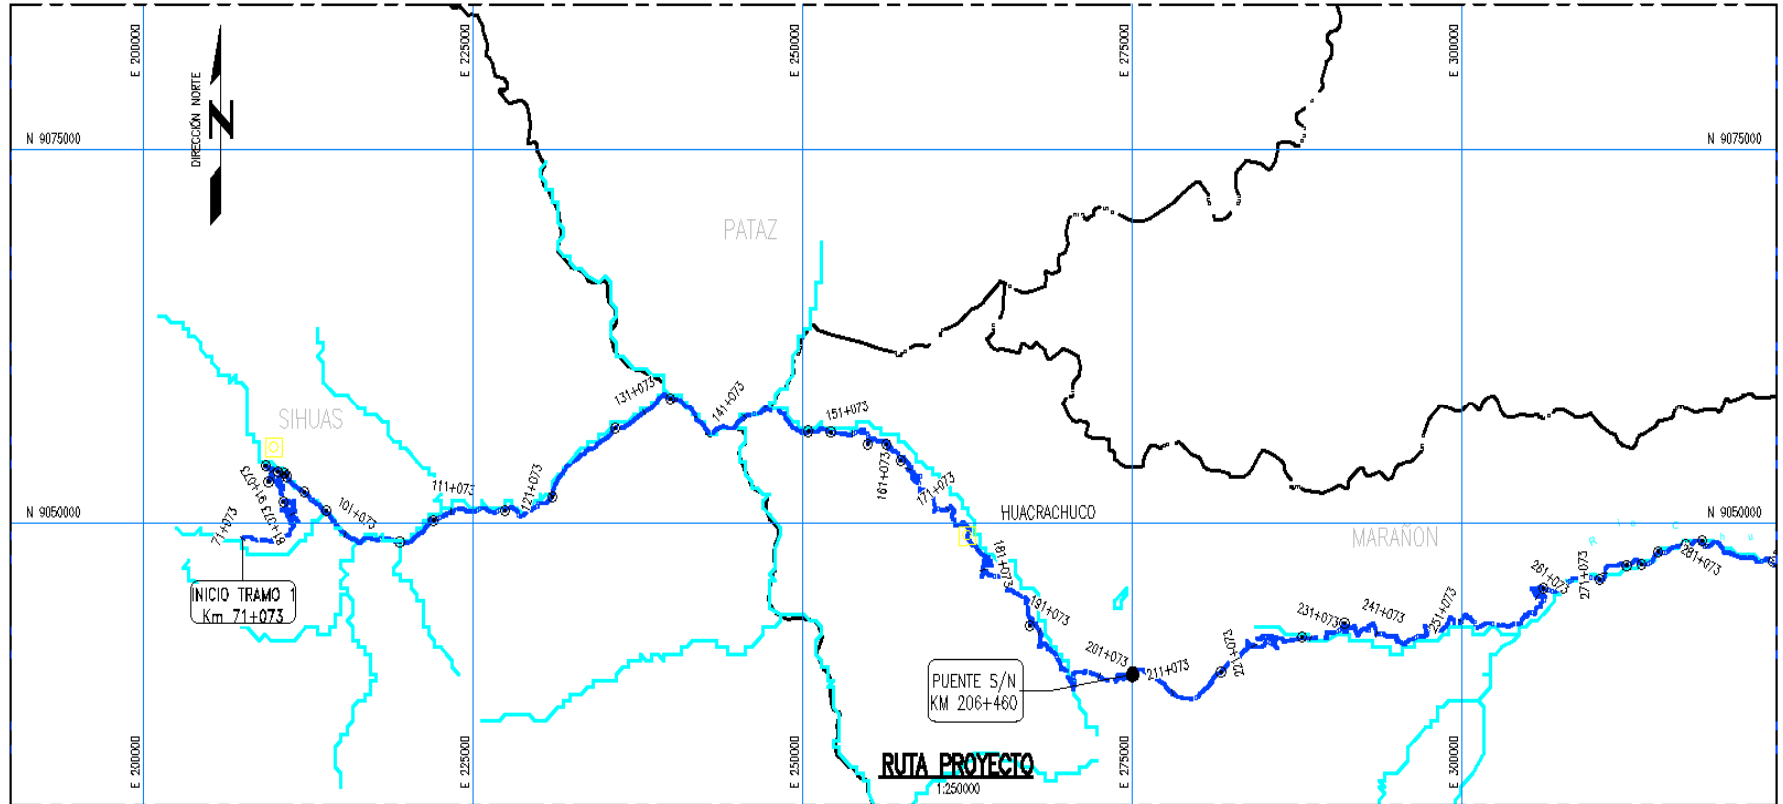 E 200000
E 225000
E 250000
E 275000
E 300000
DIRECCIÓN NORTE
N
N 9075000
N 9075000
PATAZ
SIHUAS
131+073
141+073
151+073
111+073
121+073
161+073
171+073
91+073
81+073
71+073
101+073
HUACRACHUCO
N 9050000
N 9050000
MARAÑON
R i o C h u
181+073
191+073
201+073
211+073
221+073
231+073
241+073
251+073
261+073
271+073
281+073
INICIO TRAMO 1
Km 71+073
PUENTE S/N
KM 206+460
RUTA PROYECTO
1:250000
E 200000
E 225000
E 250000
E 275000
E 300000